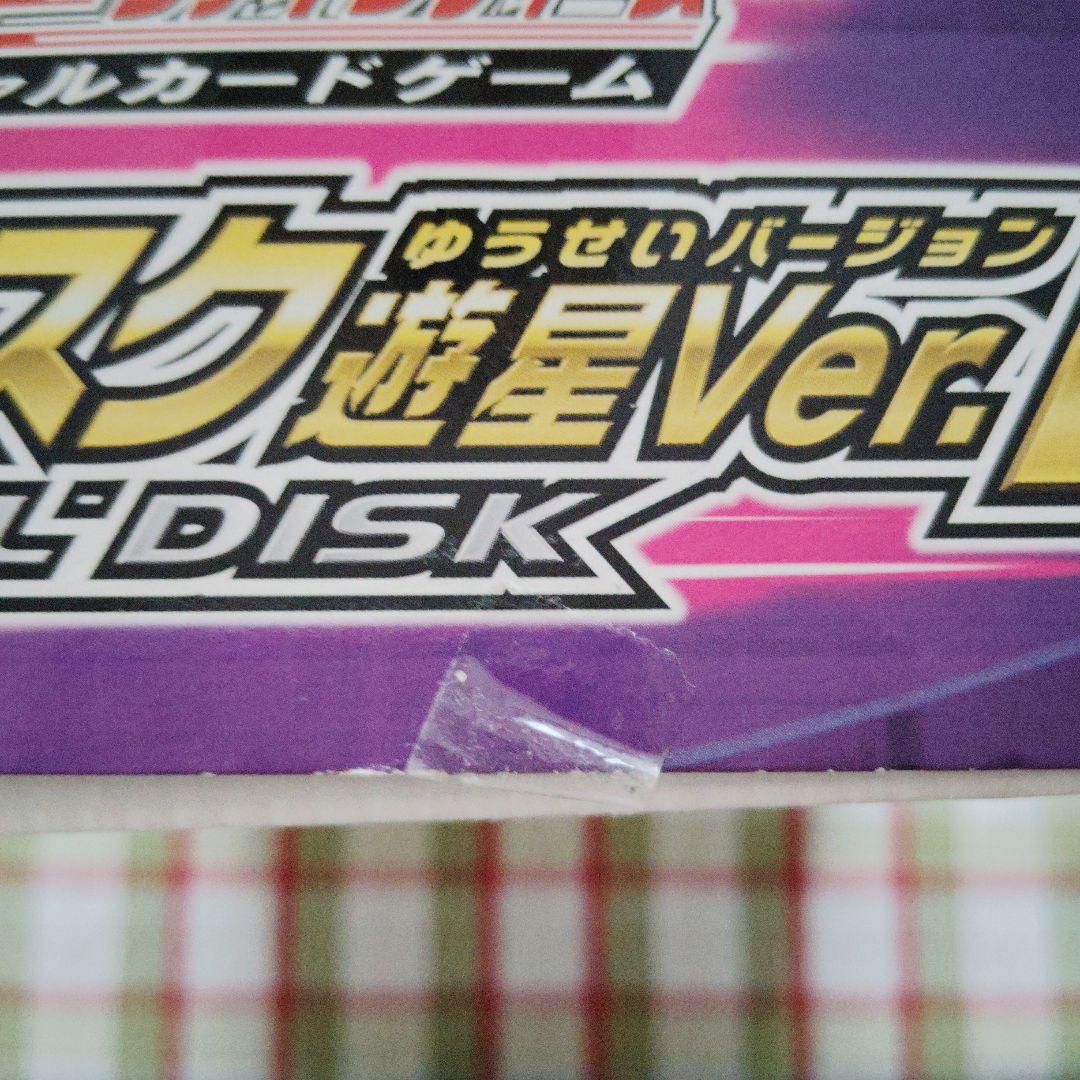 ャルカードゲーム
ゆうせいバージョン
スク遊星Ver.
L DISK